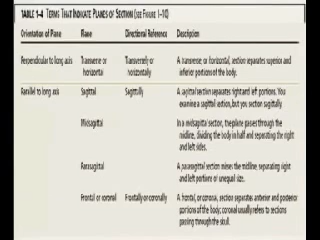 TABLE 1–4 TERMS THAT INDICATE PLANES OF SECTION (see FIGURE 1–10)
Orientation of Plane Plane Directional Reference Description
Perpendicular to long axis Transverse or horizontal Transversely or horizontally A transverse, or horizontal, section separates superior and
inferior portions of the body.
Parallel to long axis Sagittal Sagittally A sagittal section separates right and left portions. You
examine a sagittal section, but you section sagittally.
Midsagittal In a midsagittal section, the plane passes through the
midline, dividing the body in half and separating the right
and left sides.
Parasagittal A parasagittal section misses the midline, separating right
and left portions of unequal size.
Frontal or coronal Frontally or coronally A frontal, or coronal, section separates anterior and posterior
portions of the body; coronal usually refers to sections
passing through the skull.